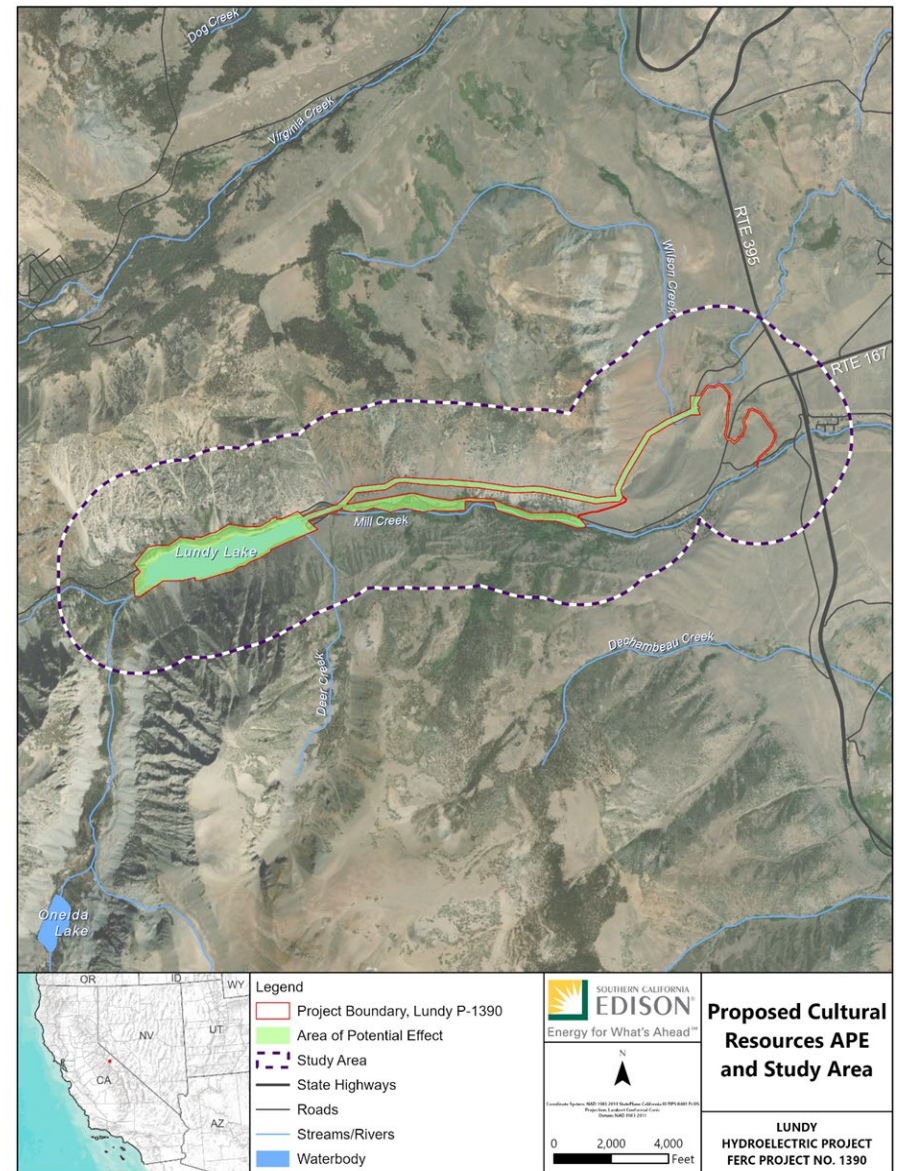 Dog Creek
Virginia Creek
Wilson Creek
RTE 395
RTE 167
Mill Creek
Lundy Lake
Deer Creek
Dechambeau Creek
Oneida
Lake
OR
ID
WY
NV
UT
CA
AZ
Legend
Project Boundary, Lundy P-1390
Area of Potential Effect
Study Area
State Highways
Roads
Streams/Rivers
Waterbody
SOUTHERN CALIFORNIA
EDISON®
Energy for What's Ahead℠
N
0 2,000 4,000
Feet
Proposed Cultural
Resources APE
and Study Area
LUNDY
HYDROELECTRIC PROJECT
FERC PROJECT NO. 1390